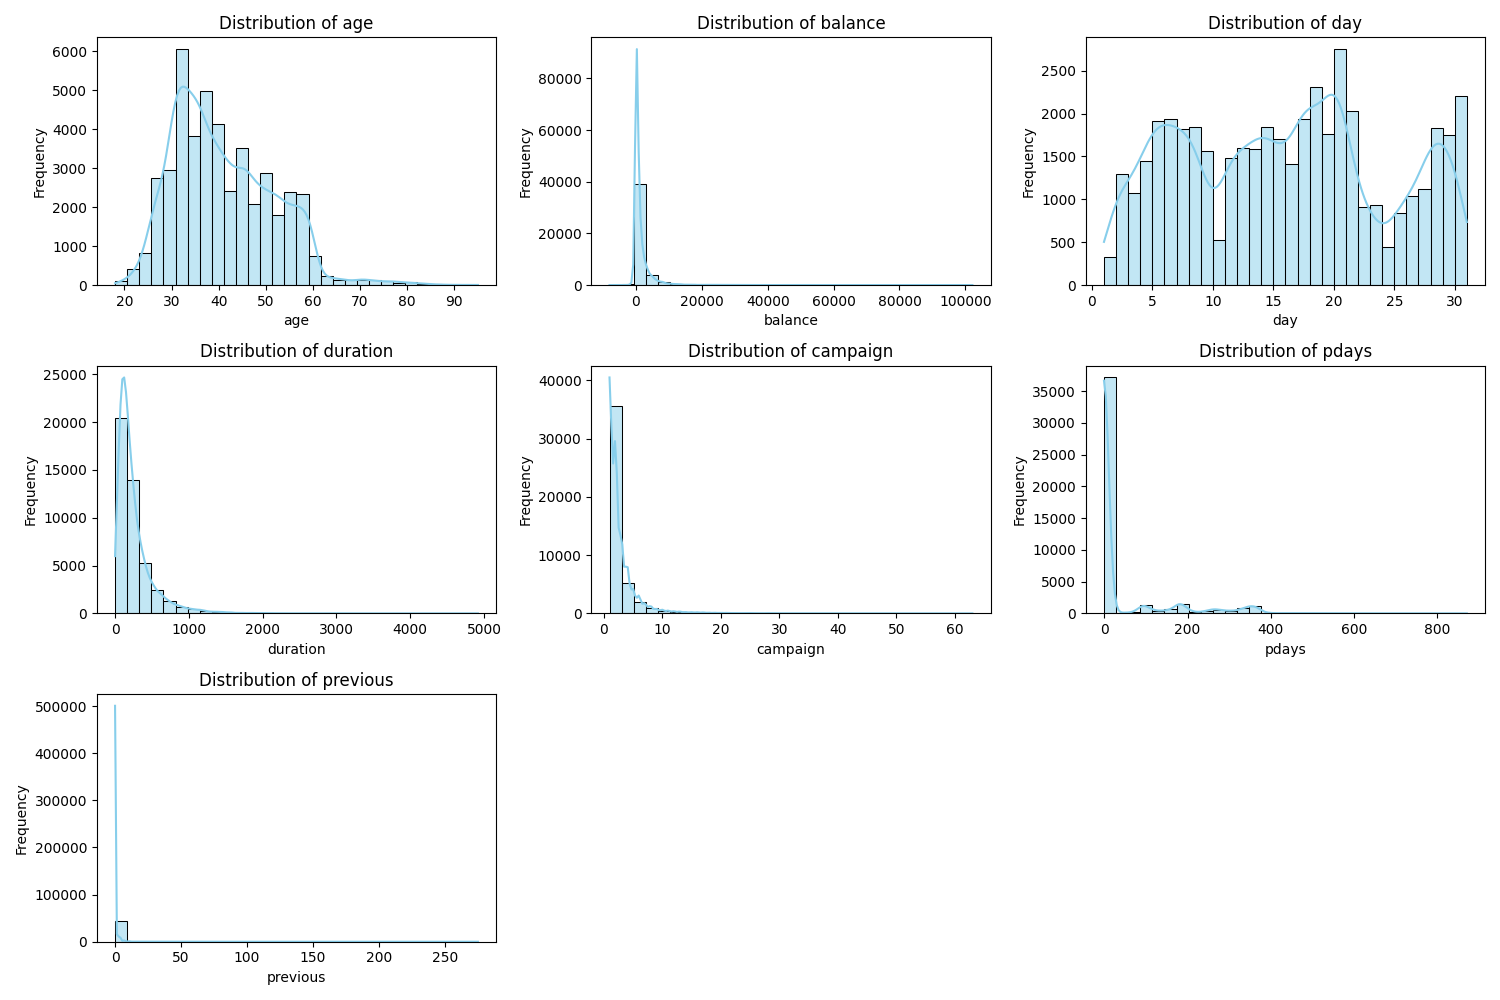 Distribution of age
Frequency
6000
5000
4000
3000
2000
1000
0
20 30 40 50 60 70 80 90
age
Distribution of balance
Frequency
80000
60000
40000
20000
0
0 20000 40000 60000 80000 100000
balance
Distribution of day
Frequency
2500
2000
1500
1000
500
0
0 5 10 15 20 25 30
day
Distribution of duration
Frequency
25000
20000
15000
10000
5000
0
0 1000 2000 3000 4000 5000
duration
Distribution of campaign
Frequency
40000
30000
20000
10000
0
0 10 20 30 40 50 60
campaign
Distribution of pdays
Frequency
35000
30000
25000
20000
15000
10000
5000
0
0 200 400 600 800
pdays
Distribution of previous
Frequency
500000
400000
300000
200000
100000
0
0 50 100 150 200 250
previous